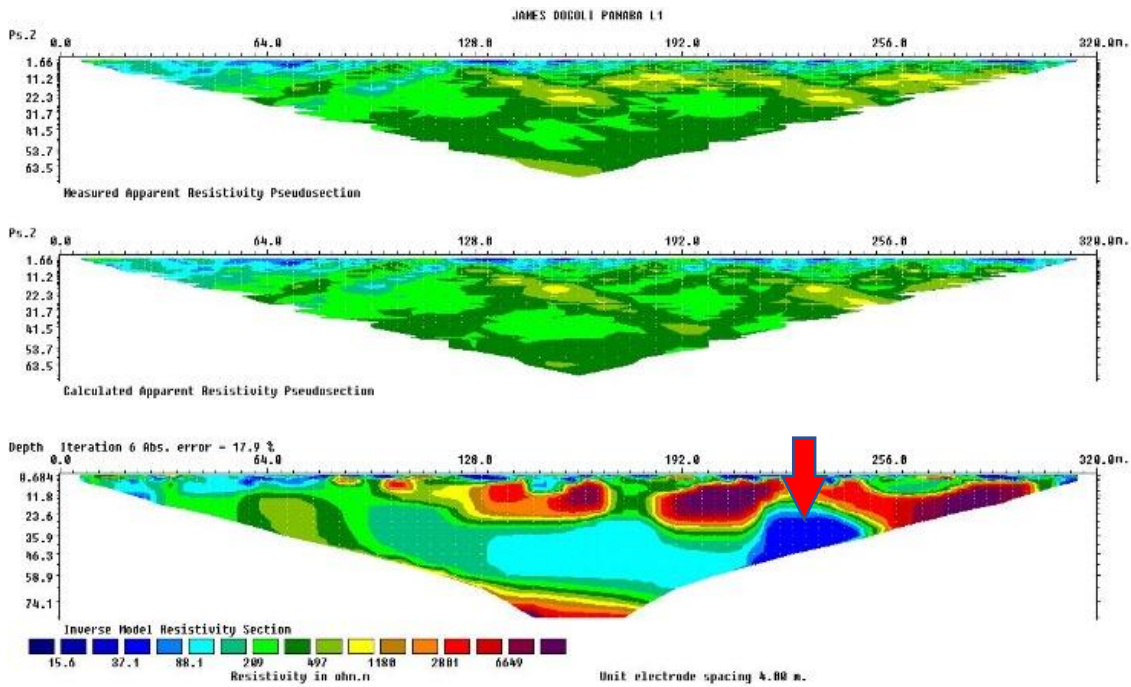 JAMES DOGOLI PANABA L1
Ps.Z 0.0 64.0 128.0 192.0 256.0 320.0m.
1.66
11.2
22.3
31.7
41.5
53.7
63.5
Measured Apparent Resistivity Pseudosection
Ps.Z 0.0 64.0 128.0 192.0 256.0 320.0m.
1.66
11.2
22.3
31.7
41.5
53.7
63.5
Calculated Apparent Resistivity Pseudosection
Depth Iteration 6 Abs. error = 17.9 %
0.0 64.0 128.0 192.0 256.0 320.0m.
0.684
11.8
23.6
35.9
46.3
58.9
74.1
Inverse Model Resistivity Section
15.6 37.1 88.1 209 497 1180 2801 6649
Resistivity in ohm.m Unit electrode spacing 4.00 m.